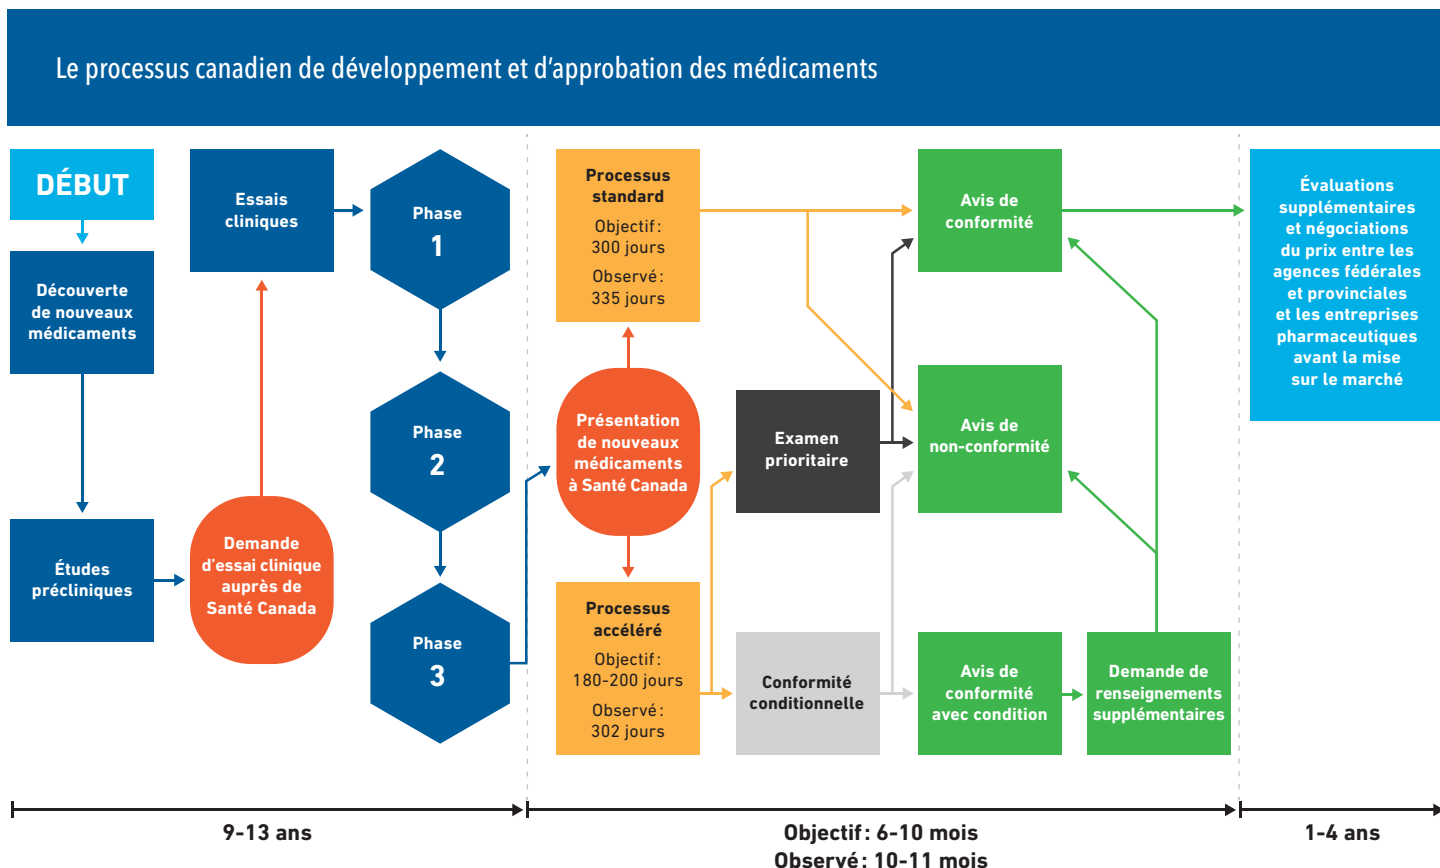 Le processus canadien de développement et d'approbation des médicaments
DÉBUT
Découverte
de nouveaux
médicaments
Études
précliniques
Demande
d'essai clinique
auprès de
Santé Canada
Essais
cliniques
Phase
1
Phase
2
Phase
3
Présentation
de nouveaux
médicaments
à Santé Canada
Processus
standard
Objectif :
300 jours
Observé :
335 jours
Processus
accéléré
Objectif :
180-200 jours
Observé :
302 jours
Examen
prioritaire
Conformité
conditionnelle
Avis de
conformité
Avis de
non-conformité
Avis de
conformité
avec condition
Demande de
renseignements
supplémentaires
Évaluations
supplémentaires
et négociations
du prix entre les
agences fédérales
et provinciales
et les entreprises
pharmaceutiques
avant la mise
sur le marché
9-13 ans
Objectif : 6-10 mois
Observé : 10-11 mois
1-4 ans